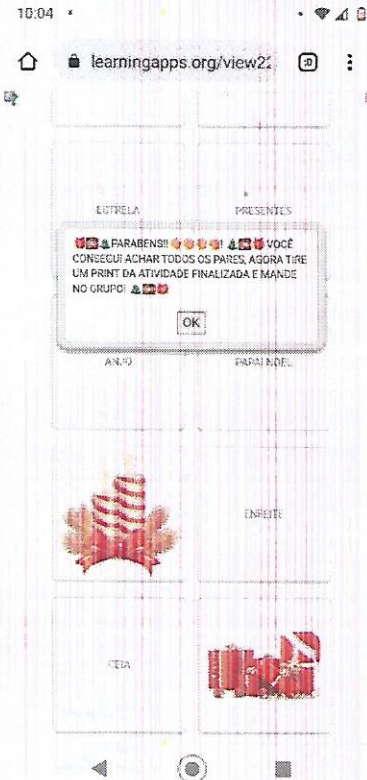 10:04
learningapps.org/view22
ESTRELA PRESENTES
PARABENS!! ! VOCÊ
CONSEGUI ACHAR TODOS OS PARES, AGORA TIRE
UM PRINT DA ATIVIDADE FINALIZADA E MANDE
NO GRUPO!
OK
ANJO PAPAI NOEL
ENFEITE
CEIA